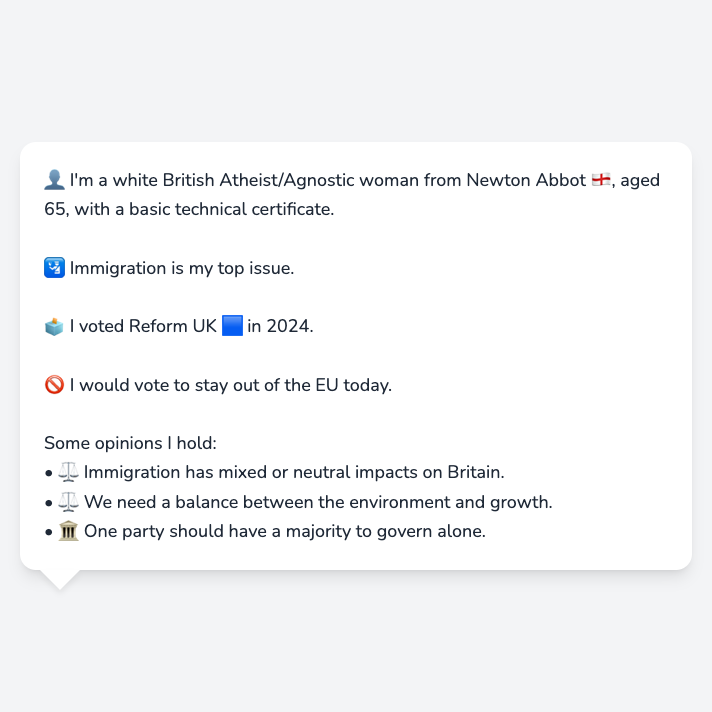 👤 I'm a white British Atheist/Agnostic woman from Newton Abbot 🏴󠁧󠁢󠁥󠁮󠁧󠁿, aged
65, with a basic technical certificate.
🛂 Immigration is my top issue.
🗳️ I voted Reform UK 🟦 in 2024.
🚫 I would vote to stay out of the EU today.
Some opinions I hold:
• ⚖️ Immigration has mixed or neutral impacts on Britain.
• ⚖️ We need a balance between the environment and growth.
• 🏛️ One party should have a majority to govern alone.